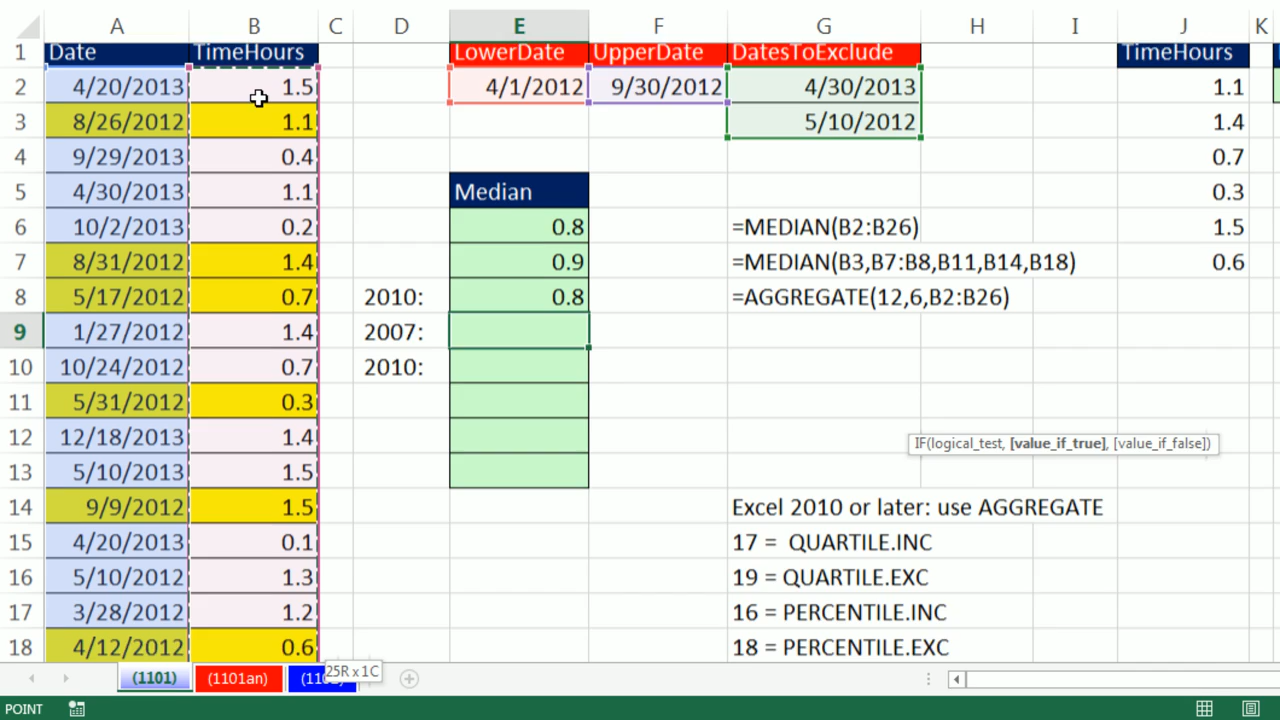 A B C D E F G H I J K
1 Date TimeHours LowerDate UpperDate DatesToExclude TimeHours
2 4/20/2013 1.5 4/1/2012 9/30/2012 4/30/2013 1.1
3 8/26/2012 1.1 5/10/2012 1.4
4 9/29/2013 0.4 0.7
5 4/30/2013 1.1 Median 0.3
6 10/2/2013 0.2 0.8 =MEDIAN(B2:B26) 1.5
7 8/31/2012 1.4 0.9 =MEDIAN(B3,B7:B8,B11,B14,B18) 0.6
8 5/17/2012 0.7 2010: 0.8 =AGGREGATE(12,6,B2:B26)
9 1/27/2012 1.4 2007:
10 10/24/2012 0.7 2010:
11 5/31/2012 0.3
12 12/18/2013 1.4 IF(logical_test, [value_if_true], [value_if_false])
13 5/10/2013 1.5
14 9/9/2012 1.5 Excel 2010 or later: use AGGREGATE
15 4/20/2013 0.1 17 = QUARTILE.INC
16 5/10/2012 1.3 19 = QUARTILE.EXC
17 3/28/2012 1.2 16 = PERCENTILE.INC
18 4/12/2012 0.6 18 = PERCENTILE.EXC
(1101) (1101an) 25R x 1C
POINT